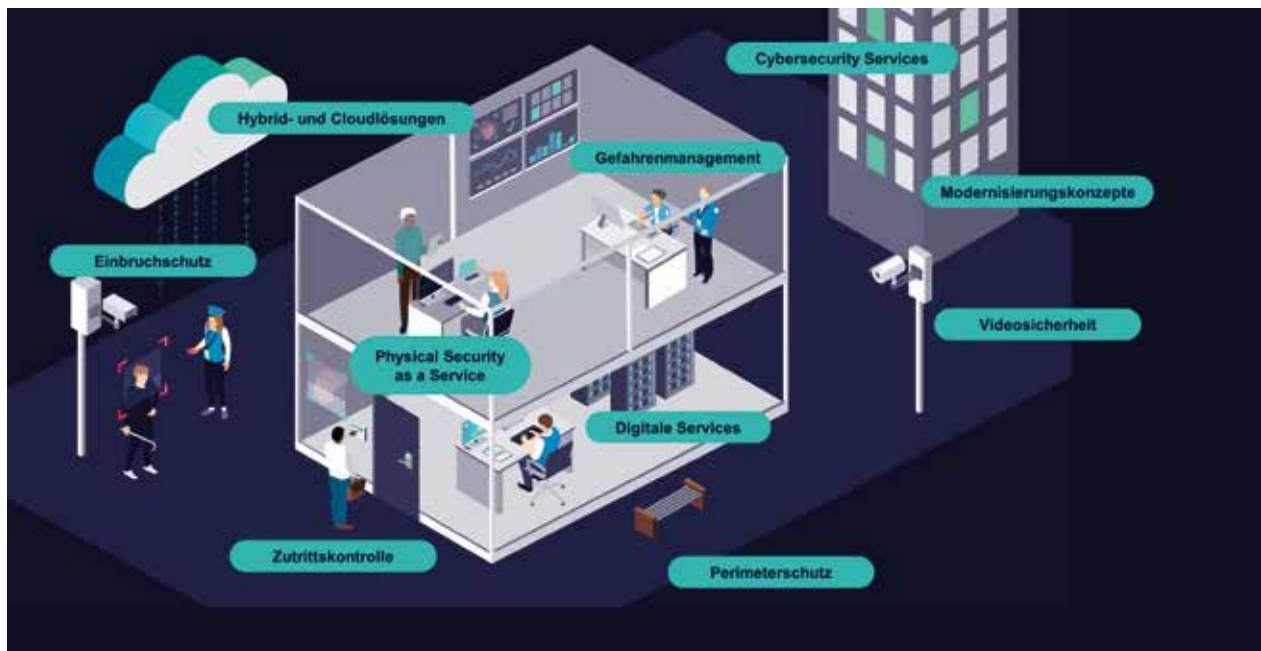 Cybersecurity Services
Hybrid- und Cloudlösungen
Gefahrenmanagement
Modernisierungskonzepte
Einbruchschutz
Videosicherheit
Physical Security
as a Service
Digitale Services
Zutrittskontrolle
Perimeterschutz